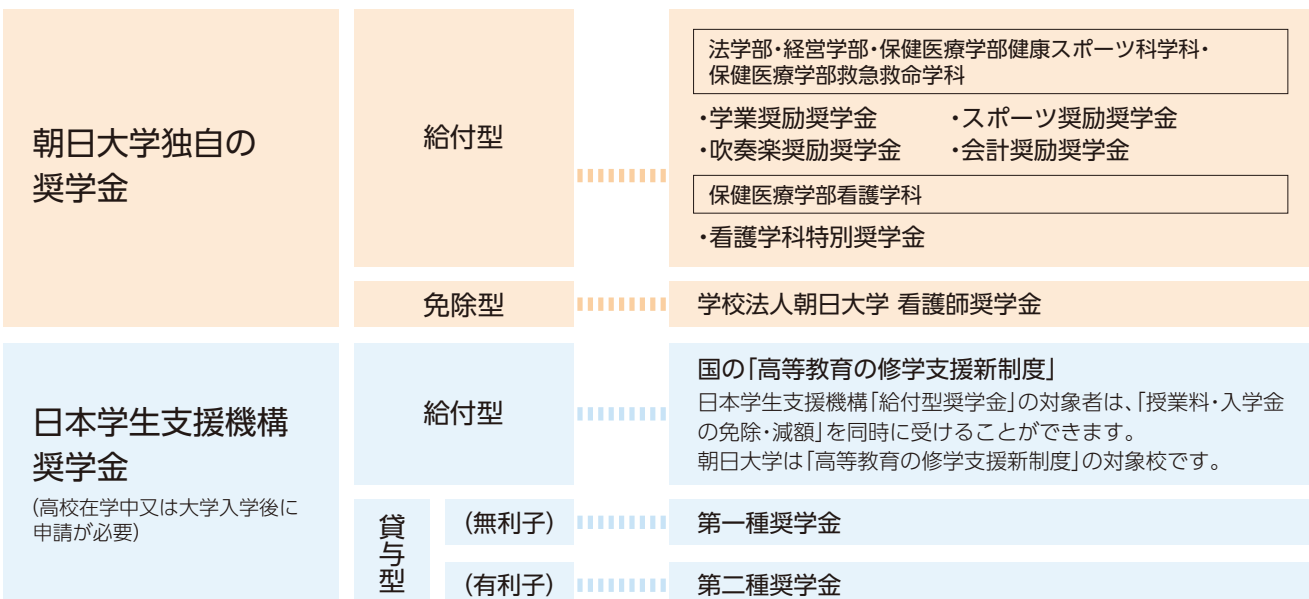 朝日大学独自の
奨学金
給付型
法学部・経営学部・保健医療学部健康スポーツ科学科・
保健医療学部救急救命学科
・学業奨励奨学金 ・スポーツ奨励奨学金
・吹奏楽奨励奨学金 ・会計奨励奨学金
保健医療学部看護学科
・看護学科特別奨学金
免除型
学校法人朝日大学 看護師奨学金
日本学生支援機構
奨学金
(高校在学中又は大学入学後に
申請が必要)
給付型
国の「高等教育の修学支援新制度」
日本学生支援機構「給付型奨学金」の対象者は、「授業料・入学金
の免除・減額」を同時に受けることができます。
朝日大学は「高等教育の修学支援新制度」の対象校です。
貸与型
(無利子)
第一種奨学金
(有利子)
第二種奨学金